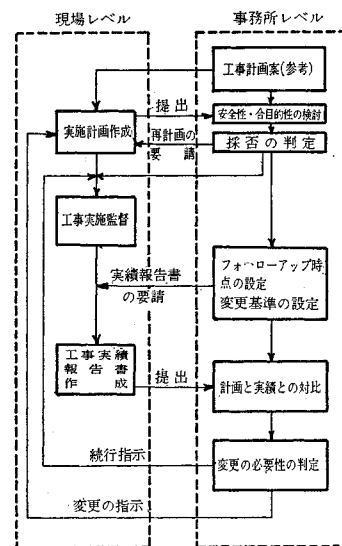 現場レベル
事務所レベル
工事計画案(参考)
提出
安全性・合目的性の検討
実施計画作成
再計画の
要請
採否の判定
工事実施監督
フォーローアップ時
点の設定
変更基準の設定
実績報告書
の要請
工事実績
報告書
作成
提出
計画と実績との対比
続行指示
変更の必要性の判定
変更の指示